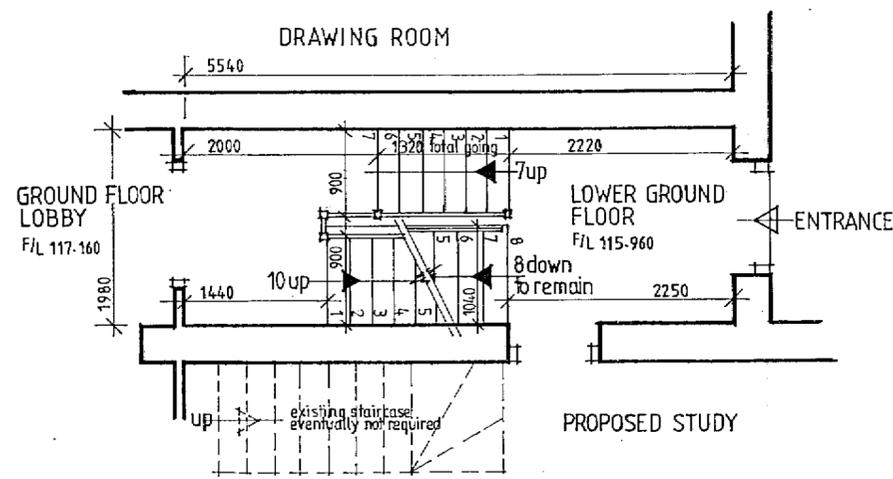 DRAWING ROOM
5540
2000
7 6 5 4 3 2 1
1320 total going
2220
900
7up
GROUND FLOOR
LOBBY
F/L 117-160
LOWER GROUND
FLOOR
F/L 115-960
ENTRANCE
1980
900
5 6 7 8
10 up
8 down
to remain
1440
1 2 3 4 5
1040
2250
up
existing staircase
eventually not required
PROPOSED STUDY